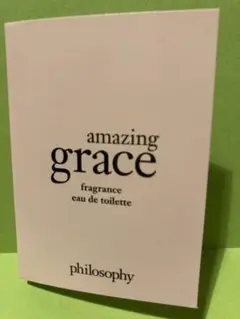 amazing
grace
fragrance
eau de toilette
philosophy